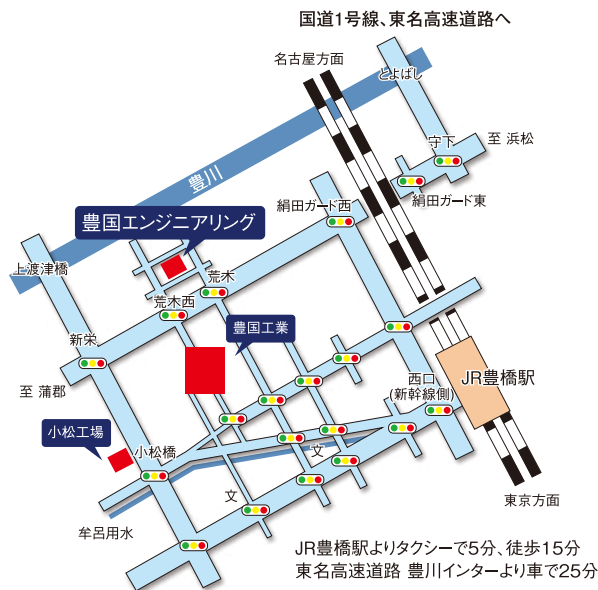 国道1号線、東名高速道路へ
名古屋方面
とよばし
守下
至 浜松
豊川
絹田ガード西
絹田ガード東
豊国エンジニアリング
上渡津橋
荒木
荒木西
豊国工業
新栄
至 蒲郡
西口
(新幹線側)
JR豊橋駅
小松工場
小松橋
文
文
東京方面
牟呂用水
JR豊橋駅よりタクシーで5分、徒歩15分
東名高速道路 豊川インターより車で25分